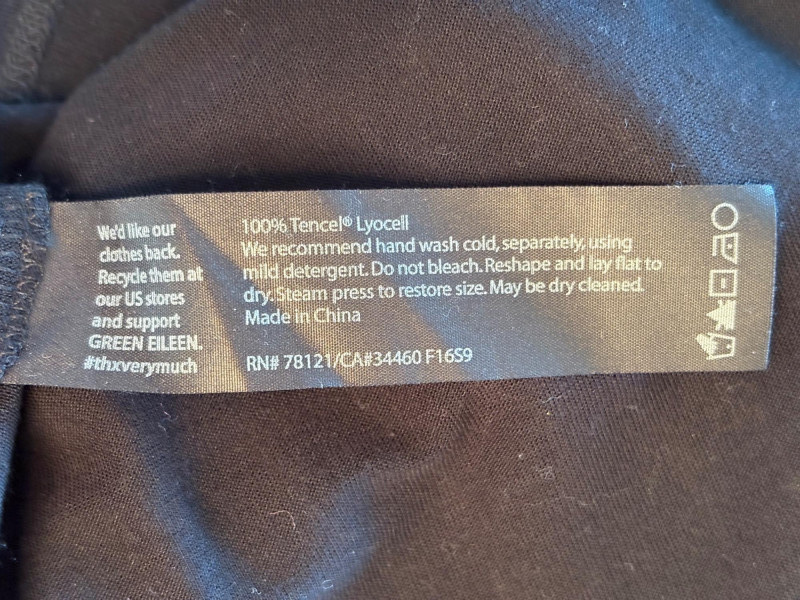 We'd like our
clothes back.
Recycle them at
our US stores
and support
GREEN EILEEN.
#thxverymuch
100% Tencel® Lyocell
We recommend hand wash cold, separately, using
mild detergent. Do not bleach. Reshape and lay flat to
dry. Steam press to restore size. May be dry cleaned.
Made in China
RN# 78121/CA#34460 F16S9